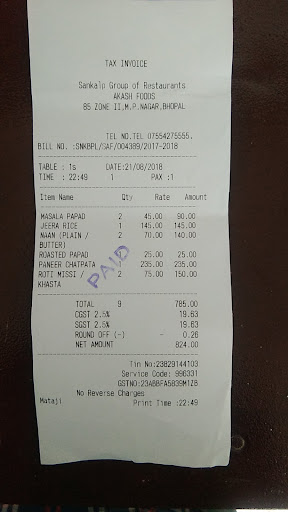 TAX INVOICE
Sankalp Group of Restaurants
AKASH FOODS
85 ZONE II,M.P.NAGAR,BHOPAL
TEL NO.TEL 07554275555.
BILL NO. :SNKBPL/GAF/004389/2017-2018
TABLE : 1s DATE:21/08/2018
TIME : 22:49 1 PAX :1
Item Name Qty Rate Amount
MASALA PAPAD 2 45.00 90.00
JEERA RICE 1 145.00 145.00
NAAN (PLAIN / 2 70.00 140.00
BUTTER)
ROASTED PAPAD 25.00 25.00
PANEER CHATPATA 235.00 235.00
ROTI MISSI / 2 75.00 150.00
KHASTA
PAID
TOTAL 9 785.00
CGST 2.5% 19.63
SGST 2.5% 19.63
ROUND OFF (-) - 0.26
NET AMOUNT 824.00
Tin No:23829144103
Service Code: 996331
GSTNO:23ABBFA5839M1ZB
No Reverse Charges
Mataji Print Time :22:49